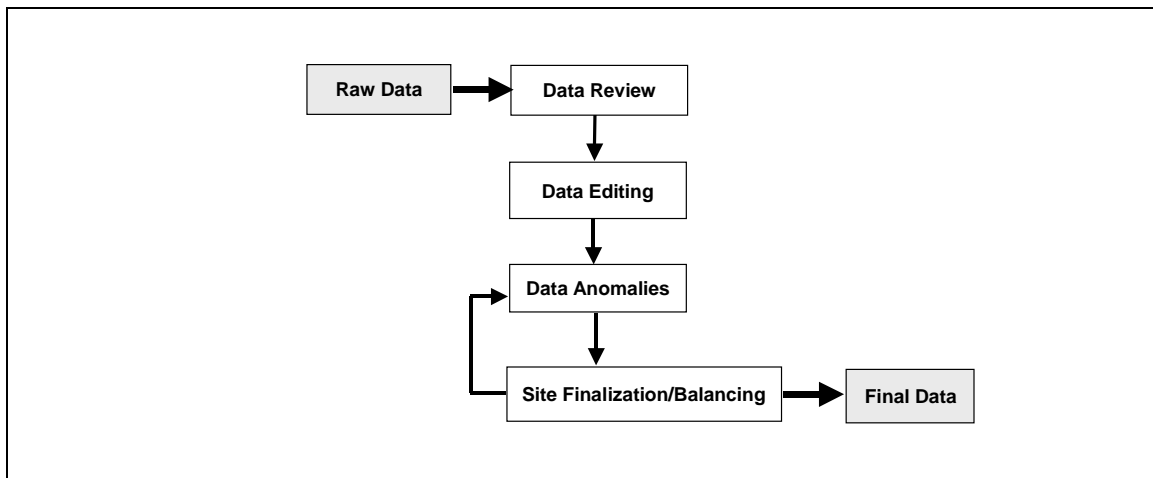 Raw Data
Data Review
Data Editing
Data Anomalies
Site Finalization/Balancing
Final Data